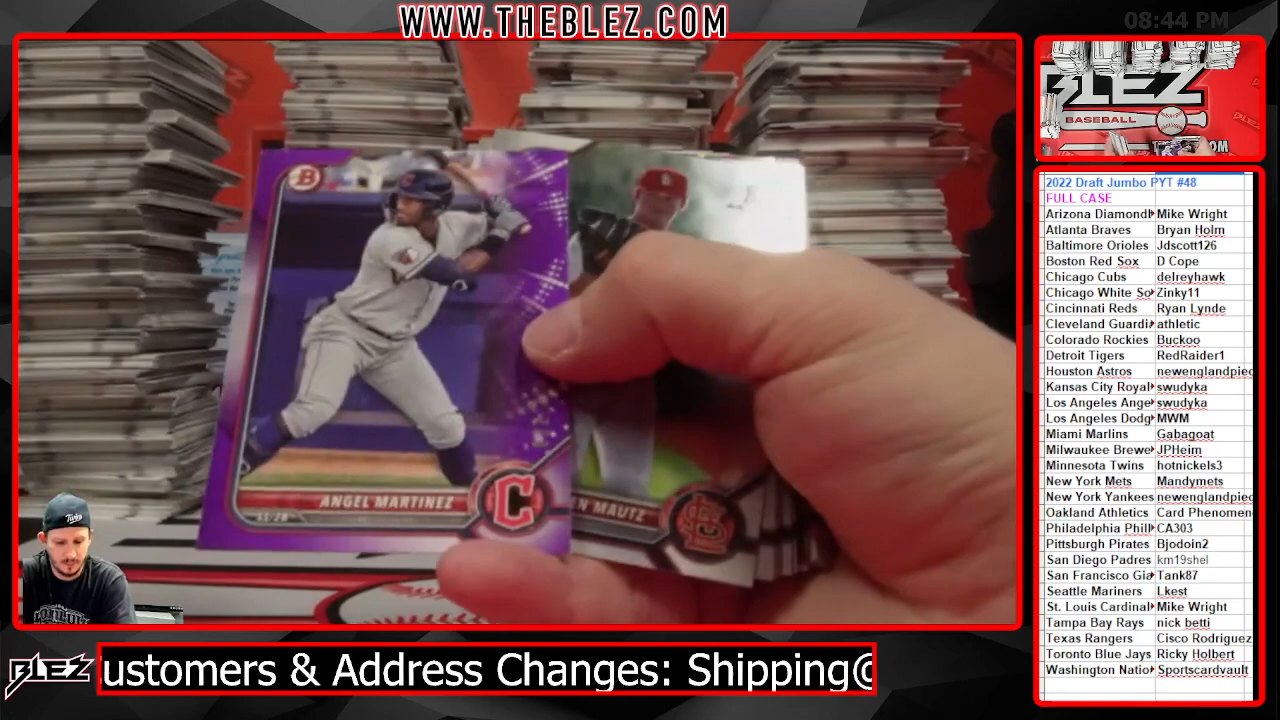 WWW.THEBLEZ.COM
08:44 PM
BLEZ
BASEBALL
B
ANGEL MARTINEZ
C
N MAUTZ
2022 Draft Jumbo PYT #48
FULL CASE
Arizona Diamond Mike Wright
Atlanta Braves Bryan Holm
Baltimore Orioles Jdscott126
Boston Red Sox D Cope
Chicago Cubs delreyhawk
Chicago White So Zinky11
Cincinnati Reds Ryan Lynde
Cleveland Guardi athletic
Colorado Rockies Buckoo
Detroit Tigers RedRaider1
Houston Astros newenglandpiec
Kansas City Royal swudyka
Los Angeles Ange swudyka
Los Angeles Dodg MWM
Miami Marlins Gabagoat
Milwaukee Brewe JPHeim
Minnesota Twins hotnickels3
New York Mets Mandymets
New York Yankees newenglandpiec
Oakland Athletics Card Phenomen
Philadelphia Phill CA303
Pittsburgh Pirates Bjodoin2
San Diego Padres km19shel
San Francisco Gia Tank87
Seattle Mariners Lkest
St. Louis Cardinal Mike Wright
Tampa Bay Rays nick betti
Texas Rangers Cisco Rodriguez
Toronto Blue Jays Ricky Holbert
Washington Natio Sportscardvault
BLEZ
ustomers & Address Changes: Shipping@